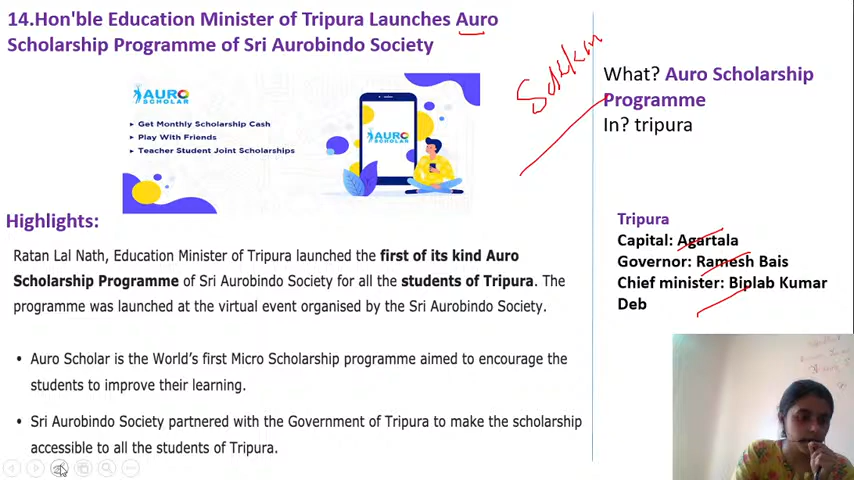 14.Hon'ble Education Minister of Tripura Launches Auro
Scholarship Programme of Sri Aurobindo Society
AURO
SCHOLAR
Get Monthly Scholarship Cash
Play With Friends
Teacher Student Joint Scholarships
AURO
SCHOLAR
Highlights:
Ratan Lal Nath, Education Minister of Tripura launched the first of its kind Auro
Scholarship Programme of Sri Aurobindo Society for all the students of Tripura. The
programme was launched at the virtual event organised by the Sri Aurobindo Society.
• Auro Scholar is the World's first Micro Scholarship programme aimed to encourage the
students to improve their learning.
• Sri Aurobindo Society partnered with the Government of Tripura to make the scholarship
accessible to all the students of Tripura.
What? Auro Scholarship
Programme
In? tripura
Tripura
Capital: Agartala
Governor: Ramesh Bais
Chief minister: Biplab Kumar
Deb